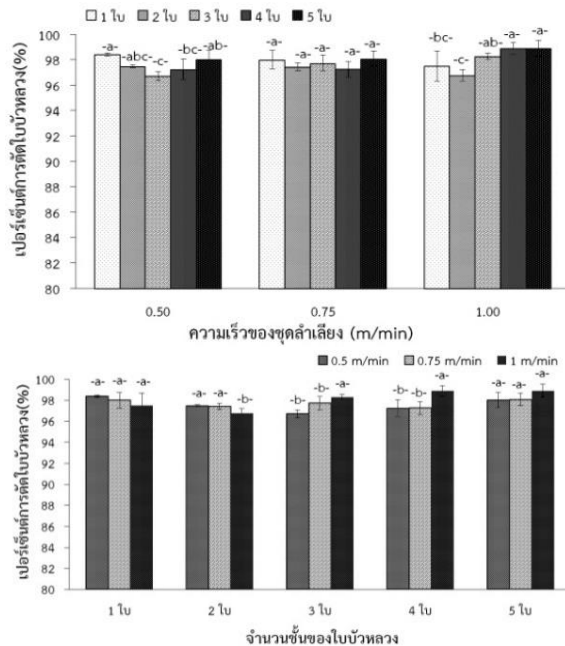 1 ใบ 2 ใบ 3 ใบ 4 ใบ 5 ใบ
เปอร์เซ็นต์การตัดใบบัวหลวง(%)
100
98
96
94
92
90
88
86
84
82
80
-a- -abc- -c- -bc- -ab-
-a- -a- -a- -a- -a-
-bc- -c- -ab- -a- -a-
0.50 0.75 1.00
ความเร็วของชุดลำเลียง (m/min)
0.5 m/min 0.75 m/min 1 m/min
เปอร์เซ็นต์การตัดใบบัวหลวง(%)
100
98
96
94
92
90
88
86
84
82
80
-a- -a- -a-
-a- -a- -b-
-b- -b- -a-
-b- -b- -a-
-a- -a- -a-
1 ใบ 2 ใบ 3 ใบ 4 ใบ 5 ใบ
จำนวนชั้นของใบบัวหลวง